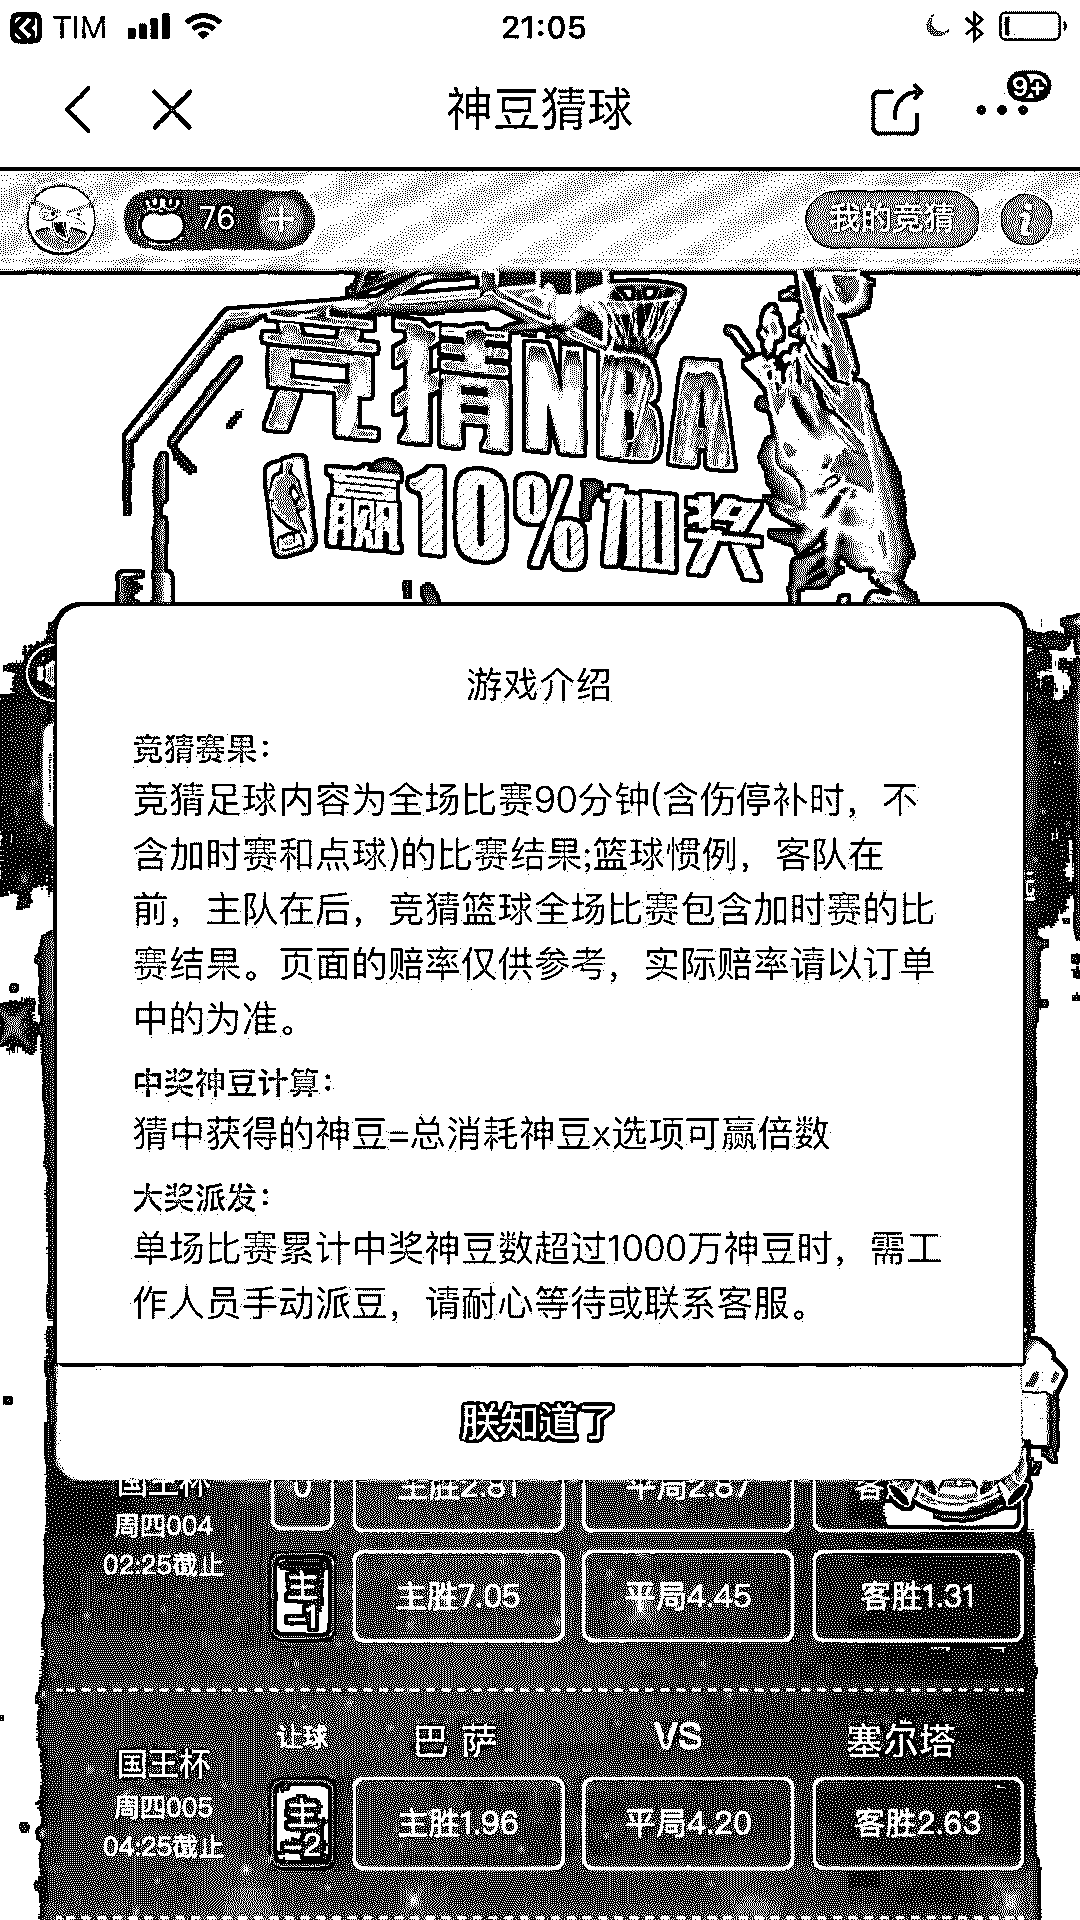 TIM
21:05
神豆猜球
9+
76
我的竞猜
竞猜NBA
赢10%加奖
游戏介绍
竞猜赛果：
竞猜足球内容为全场比赛90分钟(含伤停补时，不
含加时赛和点球)的比赛结果;篮球惯例，客队在
前，主队在后，竞猜篮球全场比赛包含加时赛的比
赛结果。页面的赔率仅供参考，实际赔率请以订单
中的为准。
中奖神豆计算：
猜中获得的神豆=总消耗神豆x选项可赢倍数
大奖派发：
单场比赛累计中奖神豆数超过1000万神豆时，需工
作人员手动派豆，请耐心等待或联系客服。
朕知道了
国王杯 0 主胜2.81 平局2.87 客
周四004
02:25截止
主-1 主胜7.05 平局4.45 客胜1.31
让球 巴萨 VS 塞尔塔
国王杯
周四005
04:25截止
主-2 主胜1.96 平局4.20 客胜2.63